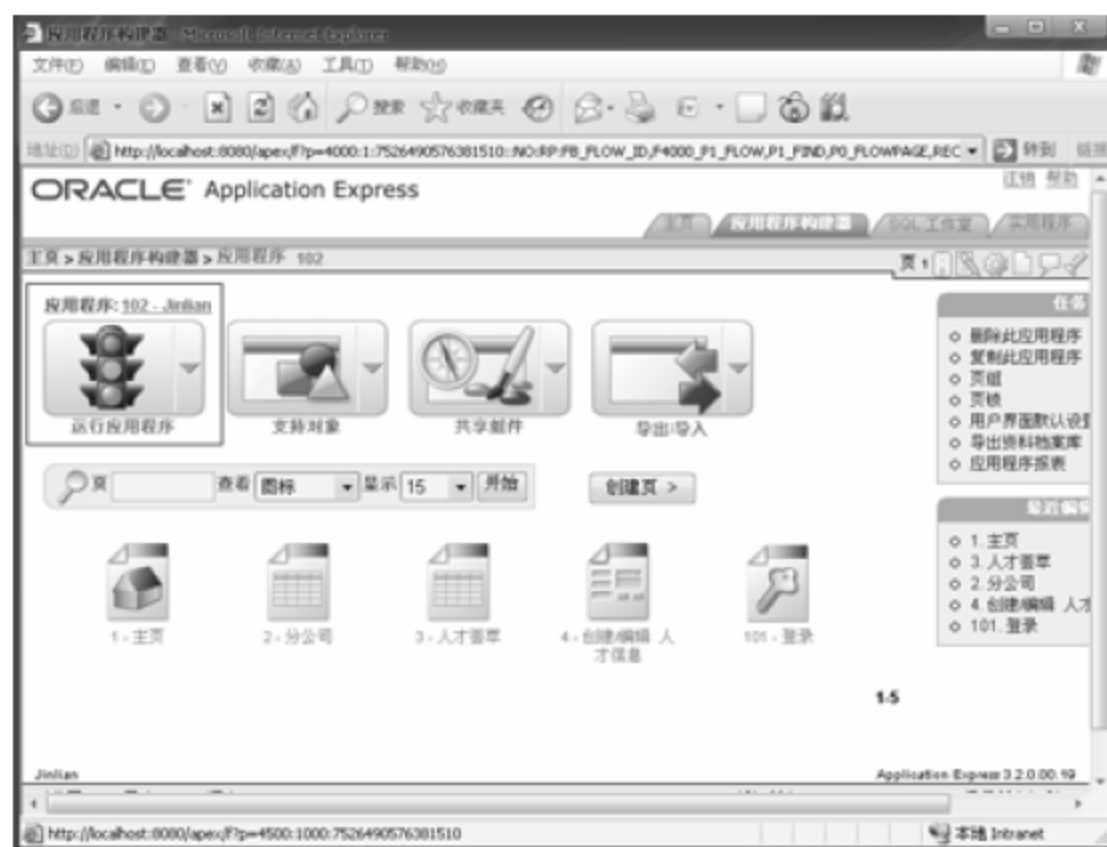 应用程序构建器 - Microsoft Internet Explorer
文件(F) 编辑(E) 查看(V) 收藏(A) 工具(T) 帮助(H)
后退 搜索 收藏夹
地址(D) http://localhost:8080/apex/f?p=4000:1:7526490576381510::NO:RP:FB_FLOW_ID,F4000_P1_FLOW,P1_FIND,P0_FLOWPAGE,REC 转到 链接
ORACLE Application Express
注销 帮助
主页 应用程序构建器 SQL 工作室 实用程序
主页 > 应用程序构建器 > 应用程序 102
页 1
应用程序: 102 - Jinlian
运行应用程序 支持对象 共享组件 导出/导入
页 查看 图标 显示 15 开始 创建页 >
1 - 主页 2 - 分公司 3 - 人才荟萃 4 - 创建/编辑 人才信息 101 - 登录
1-5
任务
删除此应用程序
复制此应用程序
页组
页锁
用户界面默认设置
导出资料档案库
应用程序报表
最近编辑
1. 主页
3. 人才荟萃
2. 分公司
4. 创建/编辑 人才
101. 登录
Jinlian
Application Express 3.2.0.00.19
http://localhost:8080/apex/f?p=4500:1000:7526490576381510
本地 Intranet